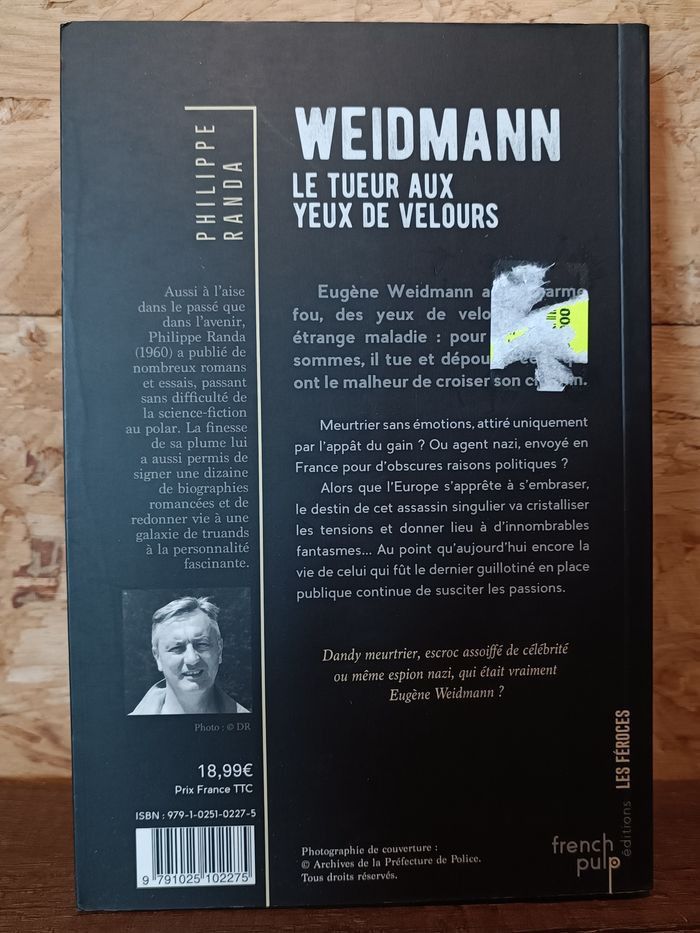 PHILIPPE
RANDA
WEIDMANN
LE TUEUR AUX
YEUX DE VELOURS
Aussi à l'aise
dans le passé que
dans l'avenir,
Philippe Randa
(1960) a publié de
nombreux romans
et essais, passant
sans difficulté de
la science-fiction
au polar. La finesse
de sa plume lui
a aussi permis de
signer une dizaine
de biographies
romancées et de
redonner vie à une
galaxie de truands
à la personnalité
fascinante.
Photo : © DR
18,99€
Prix France TTC
ISBN : 979-1-0251-0227-5
9 791025 102275
Eugène Weidmann
fou, des yeux de
étrange maladie : pour
sommes, il tue et
ont le malheur de croiser son
00
Meurtrier sans émotions, attiré uniquement
par l'appât du gain ? Ou agent nazi, envoyé en
France pour d'obscures raisons politiques ?
Alors que l'Europe s'apprête à s'embraser,
le destin de cet assassin singulier va cristalliser
les tensions et donner lieu à d'innombrables
fantasmes... Au point qu'aujourd'hui encore la
vie de celui qui fût le dernier guillotiné en place
publique continue de susciter les passions.
Dandy meurtrier, escroc assoiffé de célébrité
ou même espion nazi, qui était vraiment
Eugène Weidmann ?
Photographie de couverture :
© Archives de la Préfecture de Police.
Tous droits réservés.
LES FÉROCES
french
pulp
éditions